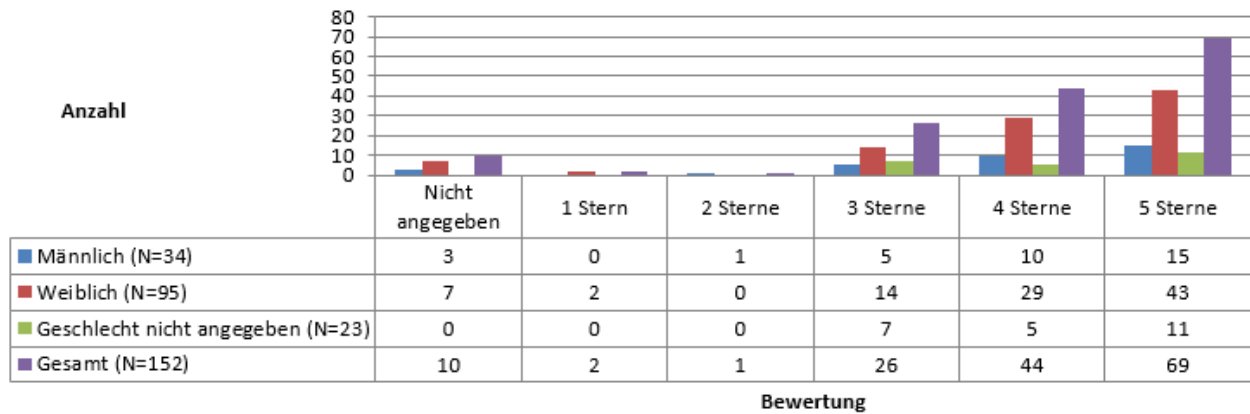 80
70
60
50
40
30
20
10
0
Anzahl
Nicht angegeben 1 Stern 2 Sterne 3 Sterne 4 Sterne 5 Sterne
Männlich (N=34) 3 0 1 5 10 15
Weiblich (N=95) 7 2 0 14 29 43
Geschlecht nicht angegeben (N=23) 0 0 0 7 5 11
Gesamt (N=152) 10 2 1 26 44 69
Bewertung